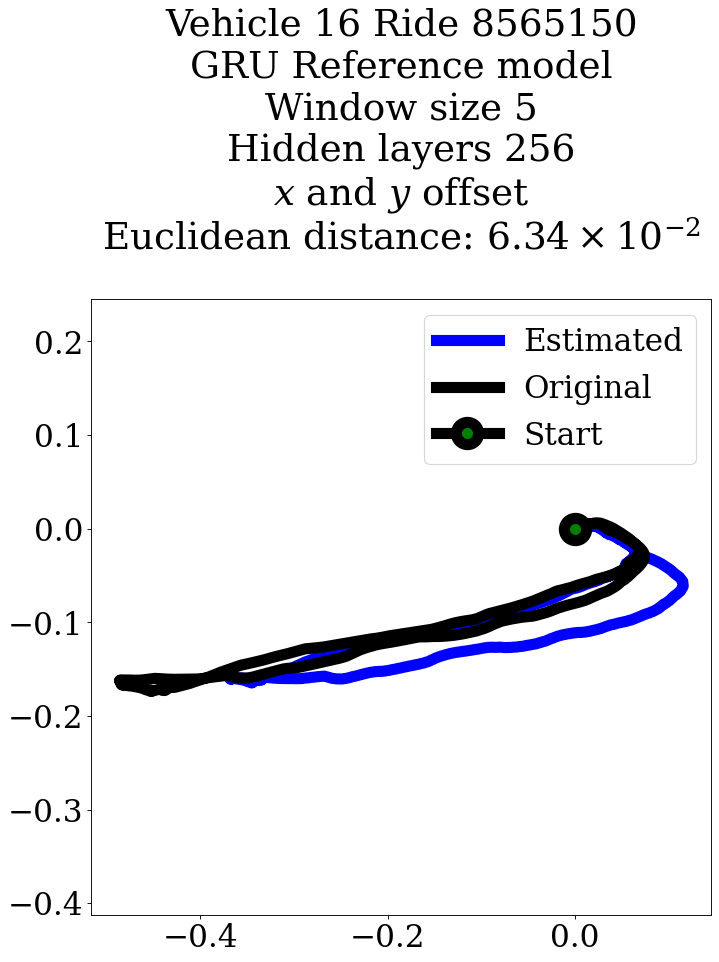 Vehicle 16 Ride 8565150
GRU Reference model
Window size 5
Hidden layers 256
x and y offset
Euclidean distance: 6.34 × 10⁻²
Estimated
Original
Start
0.2
0.1
0.0
−0.1
−0.2
−0.3
−0.4
−0.4 −0.2 0.0